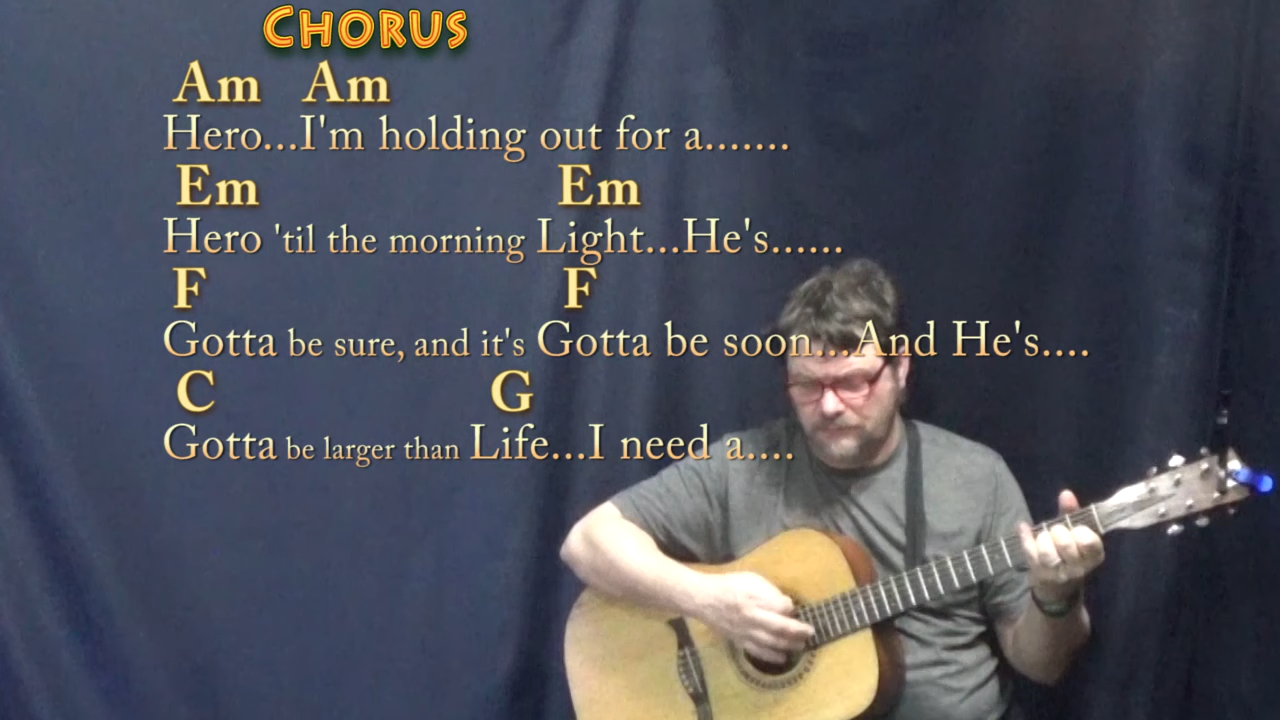 CHORUS
Am Am
Hero...I'm holding out for a.......
Em Em
Hero 'til the morning Light...He's......
F F
Gotta be sure, and it's Gotta be soon...And He's....
C G
Gotta be larger than Life...I need a....